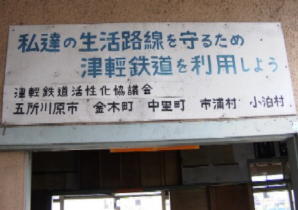 私達の生活路線を守るため
津軽鉄道を利用しよう
津軽鉄道活性化協議会
五所川原市 金木町 中里町 市浦村 小泊村